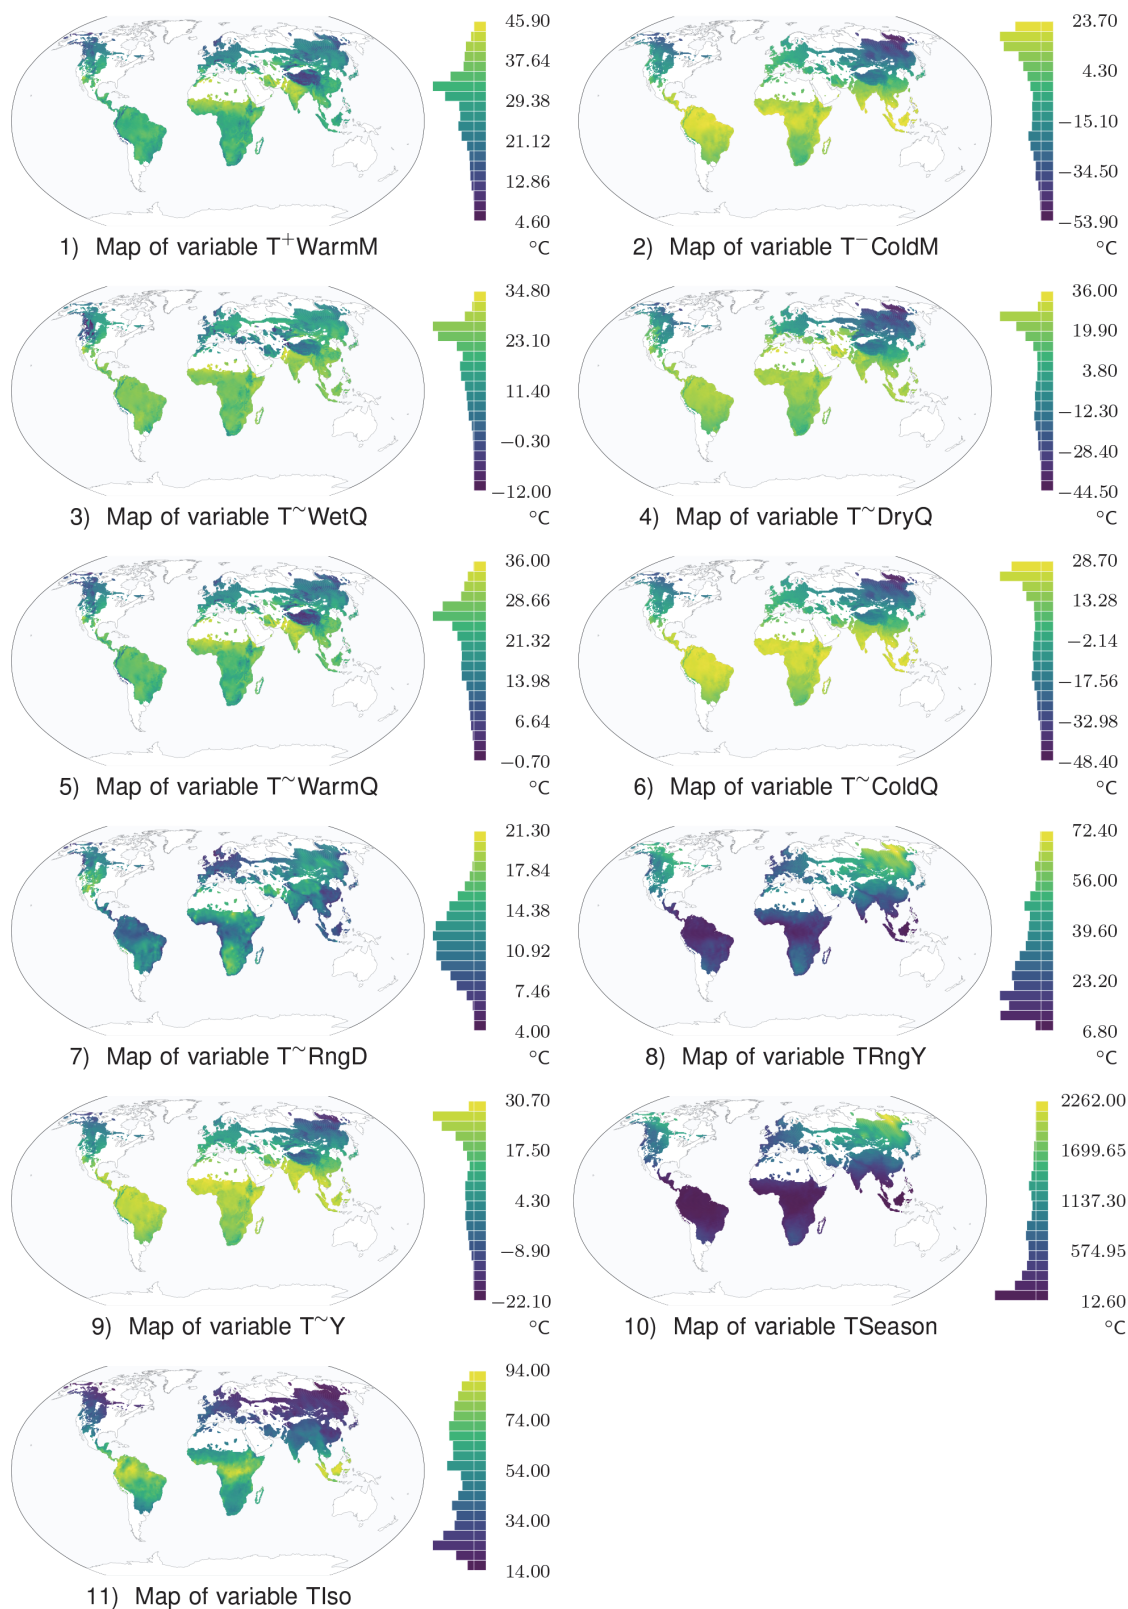 45.90
37.64
29.38
21.12
12.86
4.60
°C
1) Map of variable T⁺WarmM
23.70
4.30
−15.10
−34.50
−53.90
°C
2) Map of variable T⁻ColdM
34.80
23.10
11.40
−0.30
−12.00
°C
3) Map of variable T~WetQ
36.00
19.90
3.80
−12.30
−28.40
−44.50
°C
4) Map of variable T~DryQ
36.00
28.66
21.32
13.98
6.64
−0.70
°C
5) Map of variable T~WarmQ
28.70
13.28
−2.14
−17.56
−32.98
−48.40
°C
6) Map of variable T~ColdQ
21.30
17.84
14.38
10.92
7.46
4.00
°C
7) Map of variable T~RngD
72.40
56.00
39.60
23.20
6.80
°C
8) Map of variable TRngY
30.70
17.50
4.30
−8.90
−22.10
°C
9) Map of variable T~Y
2262.00
1699.65
1137.30
574.95
12.60
°C
10) Map of variable TSeason
94.00
74.00
54.00
34.00
14.00
11) Map of variable TIso